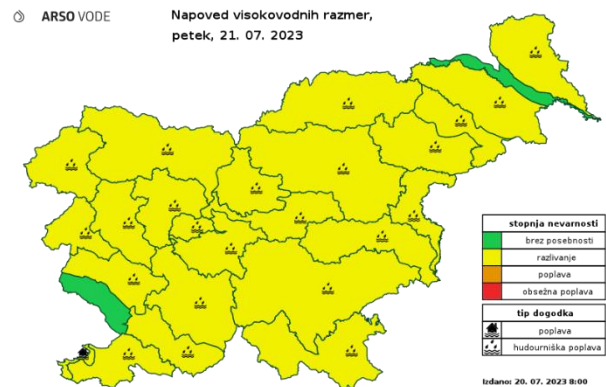 ARSO VODE
Napoved visokovodnih razmer,
petek, 21. 07. 2023
stopnja nevarnosti
brez posebnosti
razlivanje
poplava
obsežna poplava
tip dogodka
poplava
hudourniška poplava
Izdano: 20. 07. 2023 8:00